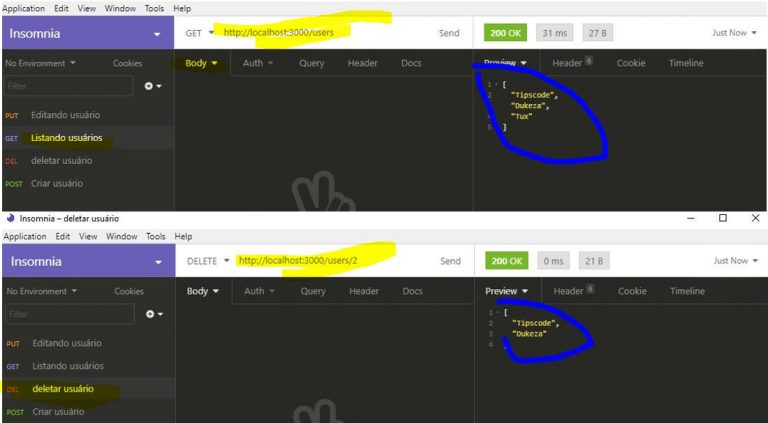 Application Edit View Window Tools Help
Insomnia GET http://localhost:3000/users Send 200 OK 31 ms 27 B Just Now
No Environment Cookies Body Auth Query Header Docs Preview Header 6 Cookie Timeline
Filter
1 [
2 "Tipscode",
"Dukeza",
"Tux"
5 ]
PUT Editando usuário
GET Listando usuários
DEL deletar usuário
POST Criar usuário
Insomnia – deletar usuário
Application Edit View Window Tools Help
Insomnia DELETE http://localhost:3000/users/2 Send 200 OK 0 ms 21 B Just Now
No Environment Cookies Body Auth Query Header Docs Preview Header 6 Cookie Timeline
Filter
1 [
2 "Tipscode",
3 "Dukeza"
4
PUT Editando usuário
GET Listando usuários
DEL deletar usuário
POST Criar usuário